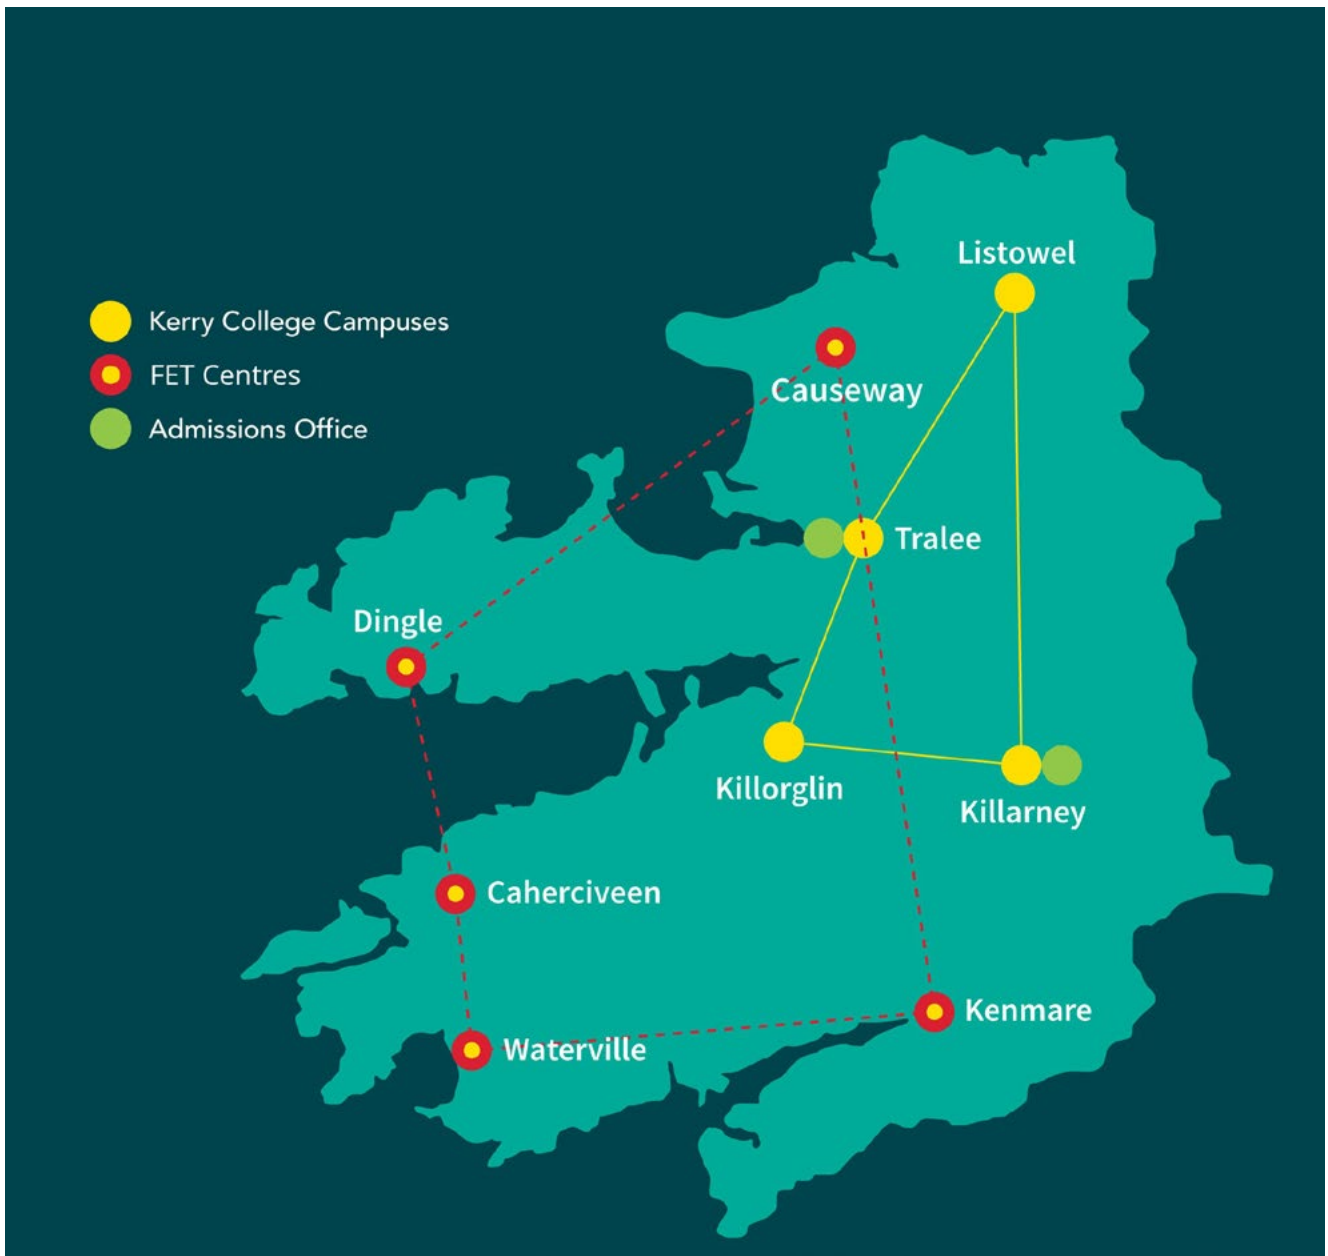 Listowel
Kerry College Campuses
FET Centres
Causeway
Admissions Office
Tralee
Dingle
Killorglin
Killarney
Caherciveen
Kenmare
Waterville